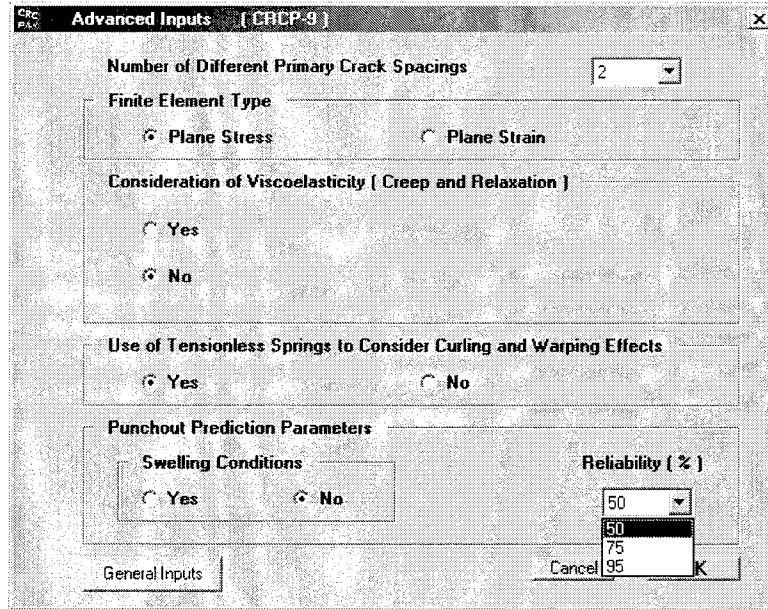 Advanced Inputs [ CRCP-9 ]
Number of Different Primary Crack Spacings 2
Finite Element Type
Plane Stress Plane Strain
Consideration of Viscoelasticity [ Creep and Relaxation ]
Yes
No
Use of Tensionless Springs to Consider Curling and Warping Effects
Yes No
Punchout Prediction Parameters
Swelling Conditions Reliability [ % ]
Yes No 50
50
75
95
General Inputs Cancel K